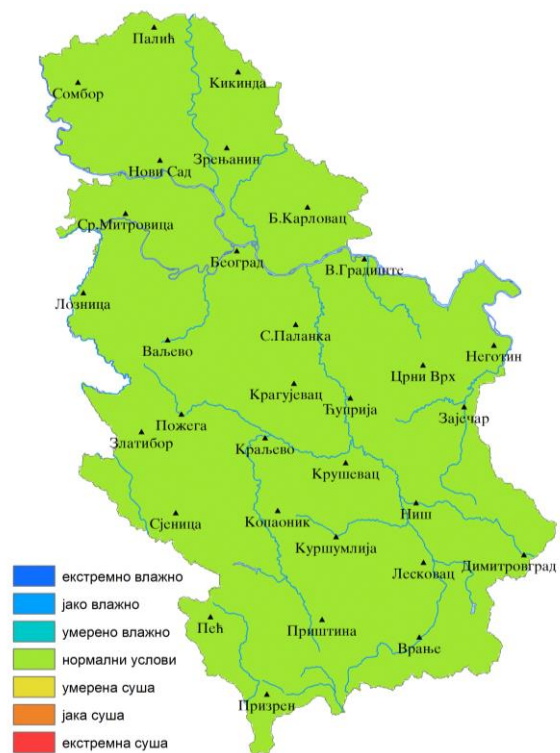 Палић
Кикинда
Сомбор
Зрењанин
Нови Сад
Б.Карловац
Ср.Митровица
Београд
В.Градиште
Лозница
С.Паланка
Ваљево
Неготин
Црни Врх
Крагујевац
Ћуприја
Зајечар
Пожега
Златибор
Краљево
Крушевац
Ниш
Сјеница
Копаоник
Куршумлија
Димитровград
Лесковац
Пећ
Приштина
Врање
Призрен
екстремно влажно
јако влажно
умерено влажно
нормални услови
умерена суша
јака суша
екстремна суша